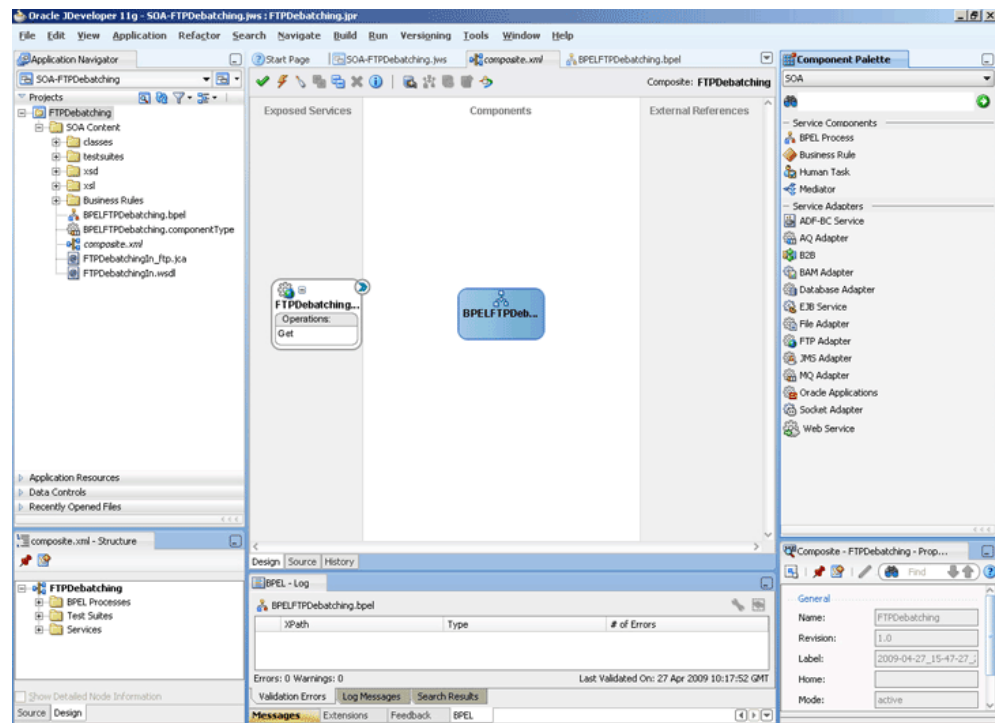 Oracle JDeveloper 11g - SOA-FTPDebatching.jws : FTPDebatching.jpr
File Edit View Application Refactor Search Navigate Build Run Versioning Tools Window Help
Application Navigator
SOA-FTPDebatching
Projects
FTPDebatching
SOA Content
classes
testsuites
xsd
xsl
Business Rules
BPELFTPDebatching.bpel
BPELFTPDebatching.componentType
composite.xml
FTPDebatchingIn_ftp.jca
FTPDebatchingIn.wsdl
Application Resources
Data Controls
Recently Opened Files
composite.xml - Structure
FTPDebatching
BPEL Processes
Test Suites
Services
Show Detailed Node Information
Source Design
Start Page SOA-FTPDebatching.jws composite.xml BPELFTPDebatching.bpel
Composite: FTPDebatching
Exposed Services Components External References
FTPDebatching...
Operations:
Get
BPELFTPDeb...
Design Source History
BPEL - Log
BPELFTPDebatching.bpel
XPath Type # of Errors
Errors: 0 Warnings: 0 Last Validated On: 27 Apr 2009 10:17:52 GMT
Validation Errors Log Messages Search Results
Messages Extensions Feedback BPEL
Component Palette
SOA
Service Components
BPEL Process
Business Rule
Human Task
Mediator
Service Adapters
ADF-BC Service
AQ Adapter
B2B
BAM Adapter
Database Adapter
EJB Service
File Adapter
FTP Adapter
JMS Adapter
MQ Adapter
Oracle Applications
Socket Adapter
Web Service
Composite - FTPDebatching - Prop...
Find
General
Name: FTPDebatching
Revision: 1.0
Label: 2009-04-27_15-47-27_
Home:
Mode: active